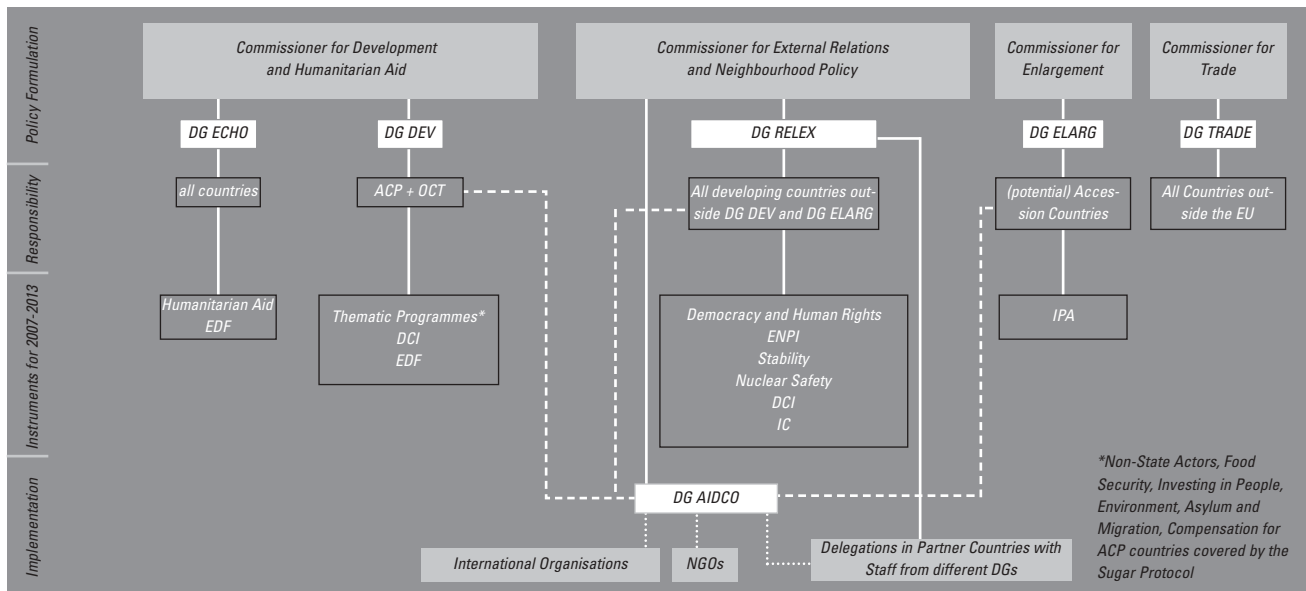 Policy Formulation
Commissioner for Development
and Humanitarian Aid
Commissioner for External Relations
and Neighbourhood Policy
Commissioner for
Enlargement
Commissioner for
Trade
DG ECHO
DG DEV
DG RELEX
DG ELARG
DG TRADE
Responsibility
all countries
ACP + OCT
All developing countries out-
side DG DEV and DG ELARG
(potential) Acces-
sion Countries
All Countries out-
side the EU
Instruments for 2007-2013
Humanitarian Aid
EDF
Thematic Programmes*
DCI
EDF
Democracy and Human Rights
ENPI
Stability
Nuclear Safety
DCI
IC
IPA
Implementation
DG AIDCO
International Organisations
NGOs
Delegations in Partner Countries with
Staff from different DGs
*Non-State Actors, Food
Security, Investing in People,
Environment, Asylum and
Migration, Compensation for
ACP countries covered by the
Sugar Protocol